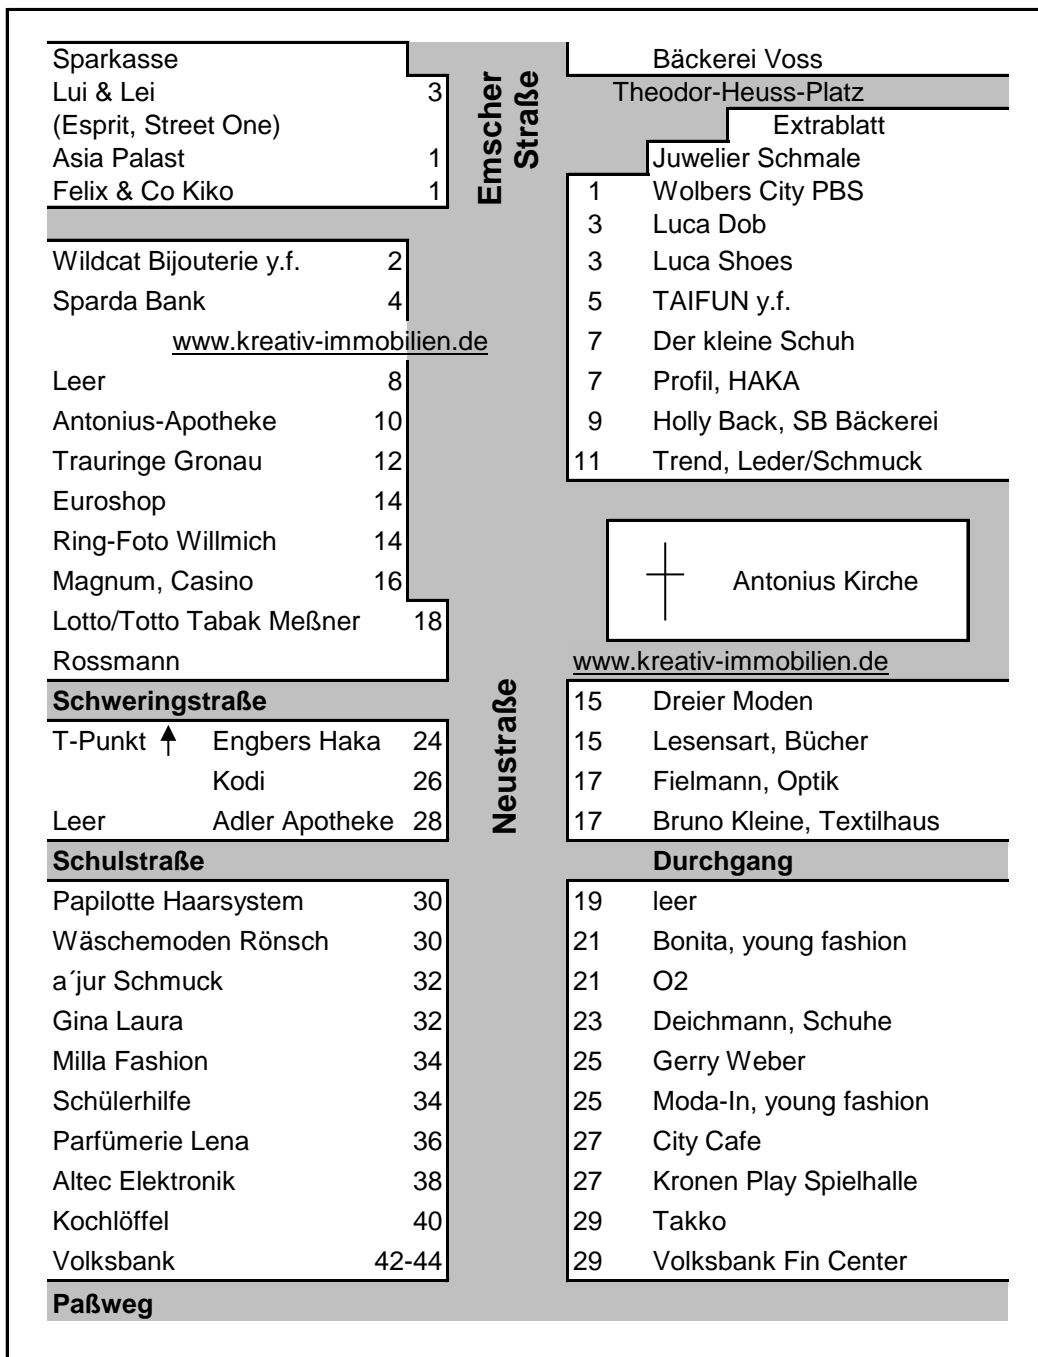 Sparkasse Bäckerei Voss
Lui & Lei 3 Theodor-Heuss-Platz
(Esprit, Street One) Extrablatt
Asia Palast 1 Juwelier Schmale
Felix & Co Kiko 1 1 Wolbers City PBS
Emscher
Straße
3 Luca Dob
Wildcat Bijouterie y.f. 2 3 Luca Shoes
Sparda Bank 4 5 TAIFUN y.f.
www.kreativ-immobilien.de 7 Der kleine Schuh
Leer 8 7 Profil, HAKA
Antonius-Apotheke 10 9 Holly Back, SB Bäckerei
Trauringe Gronau 12 11 Trend, Leder/Schmuck
Euroshop 14
Ring-Foto Willmich 14
Magnum, Casino 16 Antonius Kirche
Lotto/Totto Tabak Meßner 18
Rossmann www.kreativ-immobilien.de
Neustraße
Schweringstraße 15 Dreier Moden
T-Punkt Engbers Haka 24 15 Lesensart, Bücher
Kodi 26 17 Fielmann, Optik
Leer Adler Apotheke 28 17 Bruno Kleine, Textilhaus
Schulstraße Durchgang
Papilotte Haarsystem 30 19 leer
Wäschemoden Rönsch 30 21 Bonita, young fashion
a´jur Schmuck 32 21 O2
Gina Laura 32 23 Deichmann, Schuhe
Milla Fashion 34 25 Gerry Weber
Schülerhilfe 34 25 Moda-In, young fashion
Parfümerie Lena 36 27 City Cafe
Altec Elektronik 38 27 Kronen Play Spielhalle
Kochlöffel 40 29 Takko
Volksbank 42-44 29 Volksbank Fin Center
Paßweg